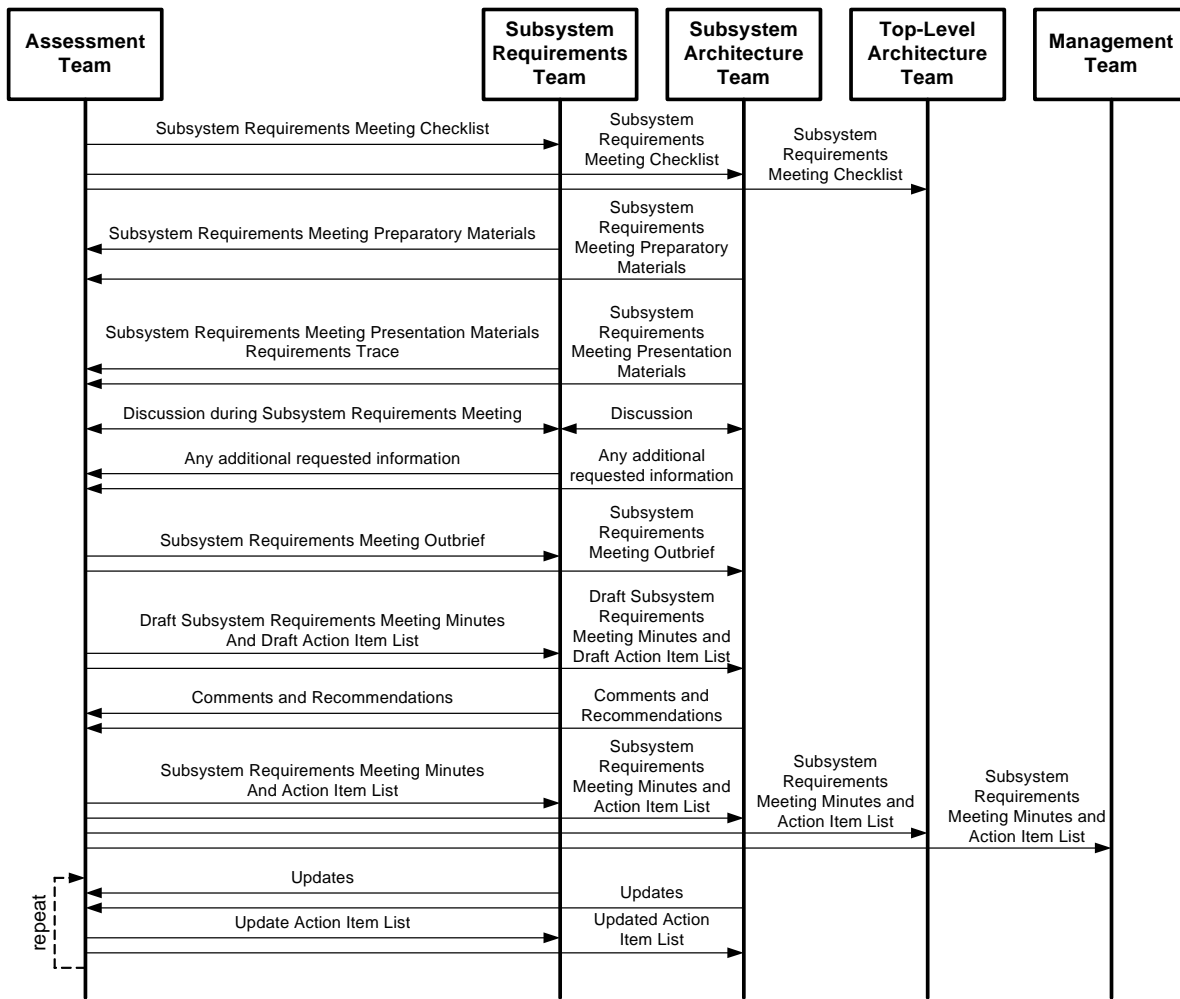 Assessment
Team
Subsystem
Requirements
Team
Subsystem
Architecture
Team
Top-Level
Architecture
Team
Management
Team
Subsystem Requirements Meeting Checklist
Subsystem
Requirements
Meeting Checklist
Subsystem
Requirements
Meeting Checklist
Subsystem Requirements Meeting Preparatory Materials
Subsystem
Requirements
Meeting Preparatory
Materials
Subsystem Requirements Meeting Presentation Materials
Requirements Trace
Subsystem
Requirements
Meeting Presentation
Materials
Discussion during Subsystem Requirements Meeting
Discussion
Any additional requested information
Any additional
requested information
Subsystem Requirements Meeting Outbrief
Subsystem
Requirements
Meeting Outbrief
Draft Subsystem Requirements Meeting Minutes
And Draft Action Item List
Draft Subsystem
Requirements
Meeting Minutes and
Draft Action Item List
Comments and Recommendations
Comments and
Recommendations
Subsystem Requirements Meeting Minutes
And Action Item List
Subsystem
Requirements
Meeting Minutes and
Action Item List
Subsystem
Requirements
Meeting Minutes and
Action Item List
Subsystem
Requirements
Meeting Minutes and
Action Item List
repeat
Updates
Updates
Update Action Item List
Updated Action
Item List